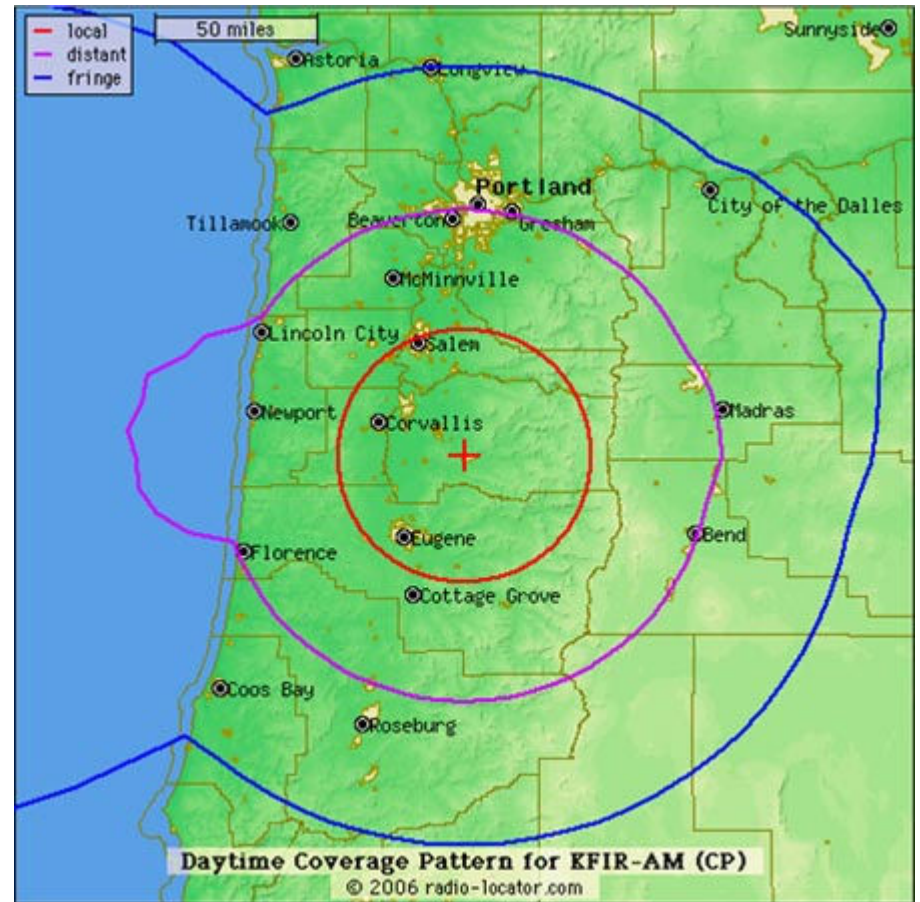 local
distant
fringe
50 miles
Sunnyside
Astoria
Longview
Portland
City of the Dalles
Tillamook
Beaverton
Gresham
McMinnville
Lincoln City
Salem
Newport
Corvallis
Madras
Eugene
Bend
Florence
Cottage Grove
Coos Bay
Roseburg
Daytime Coverage Pattern for KFIR-AM (CP)
© 2006 radio-locator.com